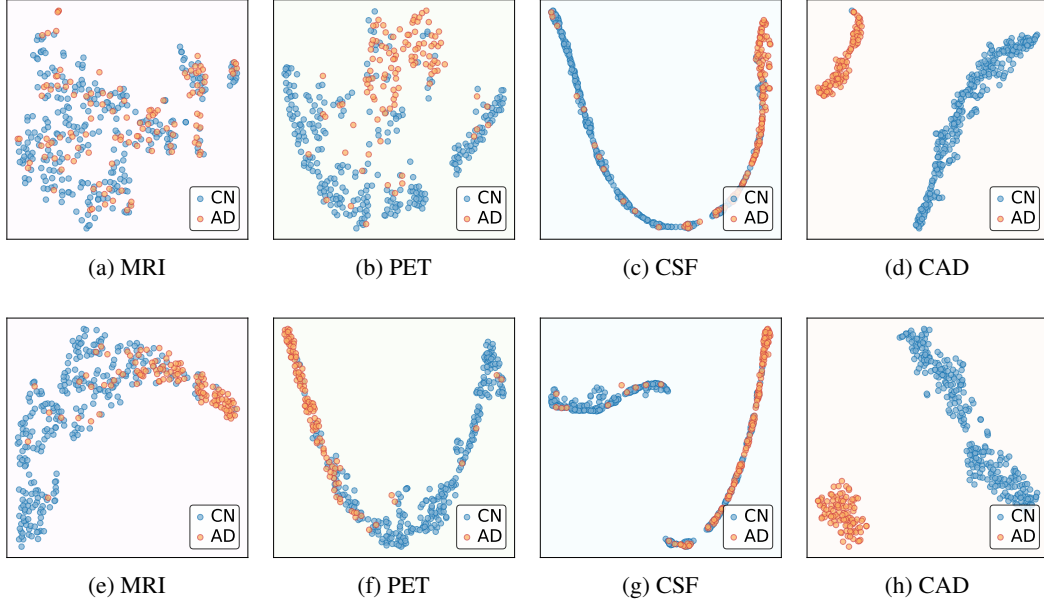 CN
AD
CN
AD
CN
AD
CN
AD
(a) MRI
(b) PET
(c) CSF
(d) CAD
CN
AD
CN
AD
CN
AD
CN
AD
(e) MRI
(f) PET
(g) CSF
(h) CAD